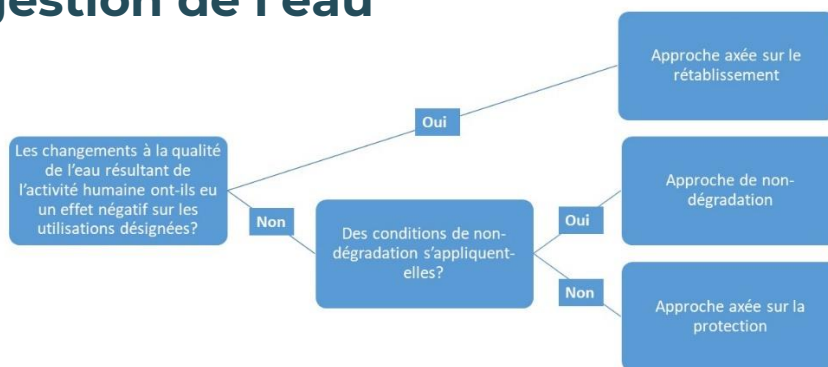 gestion de l'eau
Approche axée sur le
rétablissement
Oui
Les changements à la qualité
de l'eau résultant de
l'activité humaine ont-ils eu
un effet négatif sur les
utilisations désignées?
Non
Des conditions de non-
dégradation s'appliquent-
elles?
Oui
Approche de non-
dégradation
Non
Approche axée sur la
protection